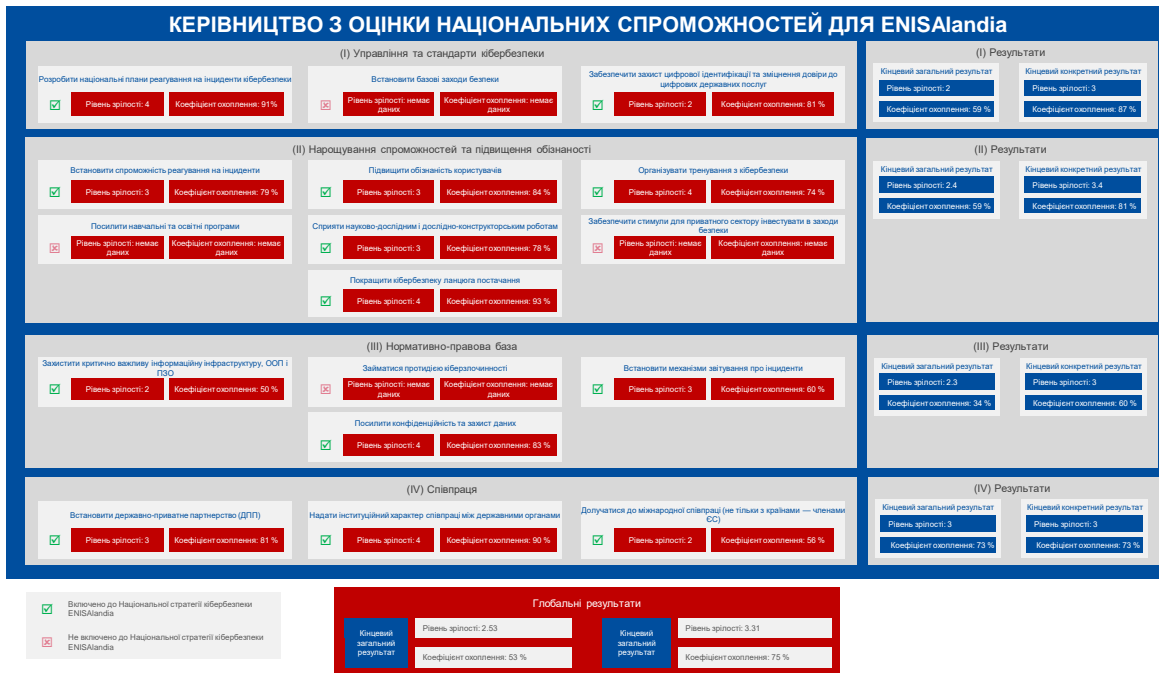 КЕРІВНИЦТВО З ОЦІНКИ НАЦІОНАЛЬНИХ СПРОМОЖНОСТЕЙ ДЛЯ ENISAlandia
(I) Управління та стандарти кібербезпеки
Розробити національні плани реагування на інциденти кібербезпеки
Рівень зрілості: 4
Коефіцієнт охоплення: 91%
Встановити базові заходи безпеки
Рівень зрілості: немає
даних
Коефіцієнт охоплення: немає
даних
Забезпечити захист цифрової ідентифікації та зміцнення довіри до
цифрових державних послуг
Рівень зрілості: 2
Коефіцієнт охоплення: 81 %
(I) Результати
Кінцевий загальний результат
Рівень зрілості: 2
Коефіцієнт охоплення: 59 %
Кінцевий конкретний результат
Рівень зрілості: 3
Коефіцієнт охоплення: 87 %
(II) Нарощування спроможностей та підвищення обізнаності
Встановити спроможність реагування на інциденти
Рівень зрілості: 3
Коефіцієнт охоплення: 79 %
Підвищити обізнаність користувачів
Рівень зрілості: 3
Коефіцієнт охоплення: 84 %
Організувати тренування з кібербезпеки
Рівень зрілості: 4
Коефіцієнт охоплення: 74 %
Посилити навчальні та освітні програми
Рівень зрілості: немає
даних
Коефіцієнт охоплення: немає
даних
Сприяти науково-дослідним і дослідно-конструкторським роботам
Рівень зрілості: 3
Коефіцієнт охоплення: 78 %
Забезпечити стимули для приватного сектору інвестувати в заходи
безпеки
Рівень зрілості: немає
даних
Коефіцієнт охоплення: немає
даних
Покращити кібербезпеку ланцюга постачання
Рівень зрілості: 4
Коефіцієнт охоплення: 93 %
(II) Результати
Кінцевий загальний результат
Рівень зрілості: 2.4
Коефіцієнт охоплення: 59 %
Кінцевий конкретний результат
Рівень зрілості: 3.4
Коефіцієнт охоплення: 81 %
(III) Нормативно-правова база
Захистити критично важливу інформаційну інфраструктуру, ООП і
ПЗО
Рівень зрілості: 2
Коефіцієнт охоплення: 50 %
Займатися протидією кіберзлочинності
Рівень зрілості: немає
даних
Коефіцієнт охоплення: немає
даних
Встановити механізми звітування про інциденти
Рівень зрілості: 3
Коефіцієнт охоплення: 60 %
Посилити конфіденційність та захист даних
Рівень зрілості: 4
Коефіцієнт охоплення: 83 %
(III) Результати
Кінцевий загальний результат
Рівень зрілості: 2.3
Коефіцієнт охоплення: 34 %
Кінцевий конкретний результат
Рівень зрілості: 3
Коефіцієнт охоплення: 60 %
(IV) Співпраця
Встановити державно-приватне партнерство (ДПП)
Рівень зрілості: 3
Коефіцієнт охоплення: 81 %
Надати інституційний характер співпраці між державними органами
Рівень зрілості: 4
Коефіцієнт охоплення: 90 %
Долучатися до міжнародної співпраці (не тільки з країнами — членами
ЄС)
Рівень зрілості: 2
Коефіцієнт охоплення: 56 %
(IV) Результати
Кінцевий загальний результат
Рівень зрілості: 3
Коефіцієнт охоплення: 73 %
Кінцевий конкретний результат
Рівень зрілості: 3
Коефіцієнт охоплення: 73 %
Включено до Національної стратегії кібербезпеки
ENISAlandia
Не включено до Національної стратегії кібербезпеки
ENISAlandia
Глобальні результати
Кінцевий
загальний
результат
Рівень зрілості: 2.53
Коефіцієнт охоплення: 53 %
Кінцевий
загальний
результат
Рівень зрілості: 3.31
Коефіцієнт охоплення: 75 %